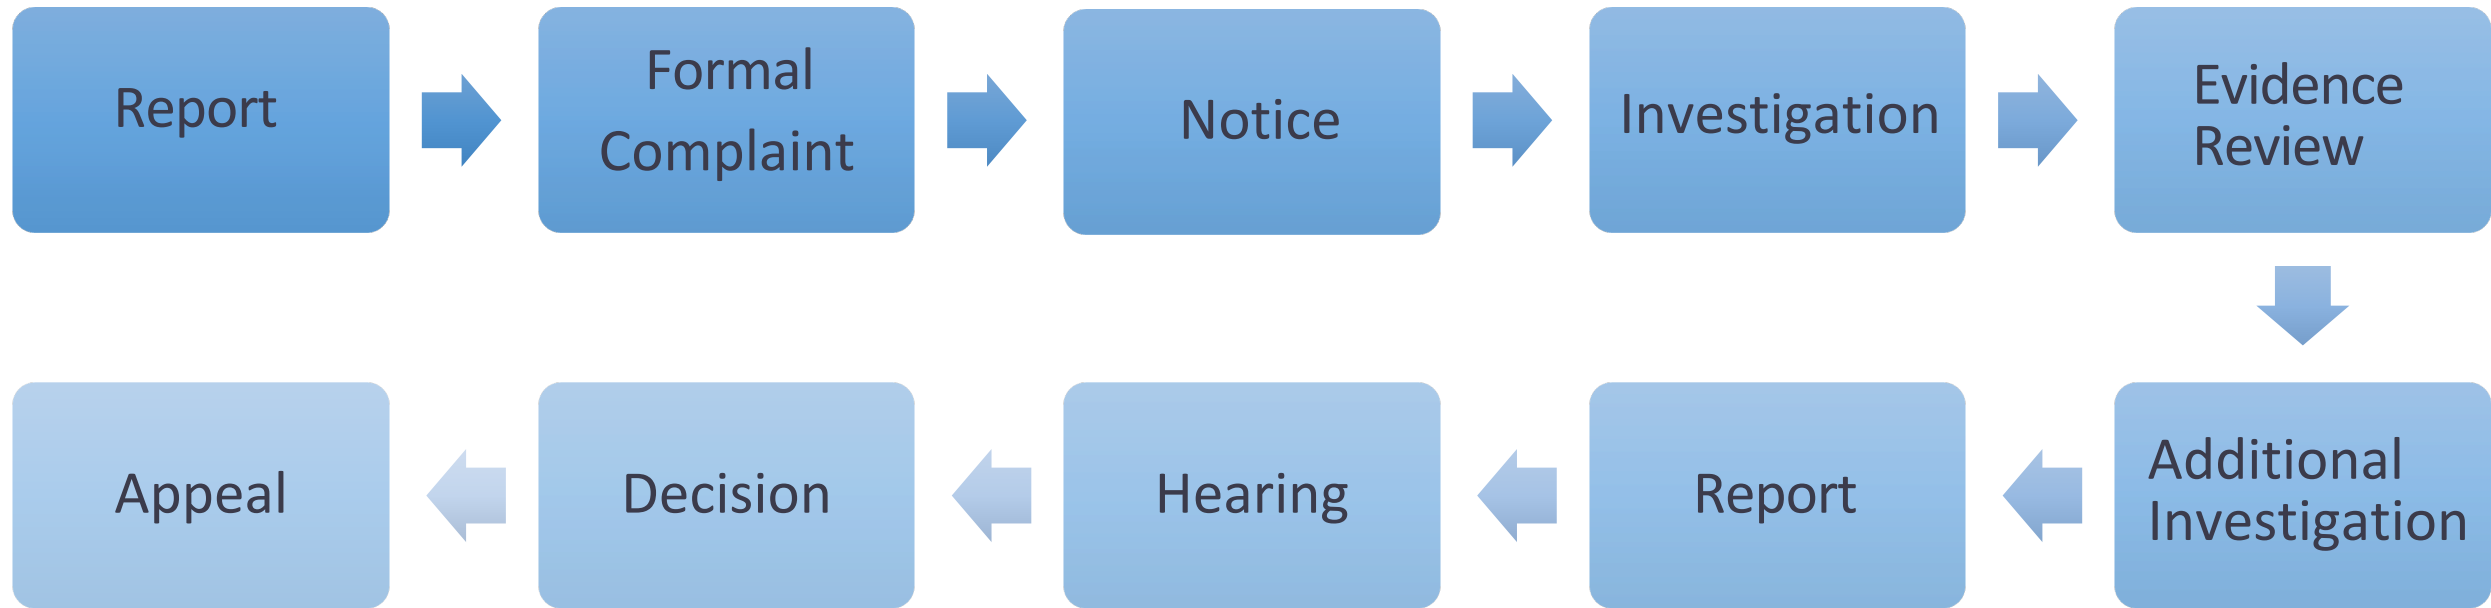 Report
Formal
Complaint
Notice
Investigation
Evidence
Review
Additional
Investigation
Report
Hearing
Decision
Appeal